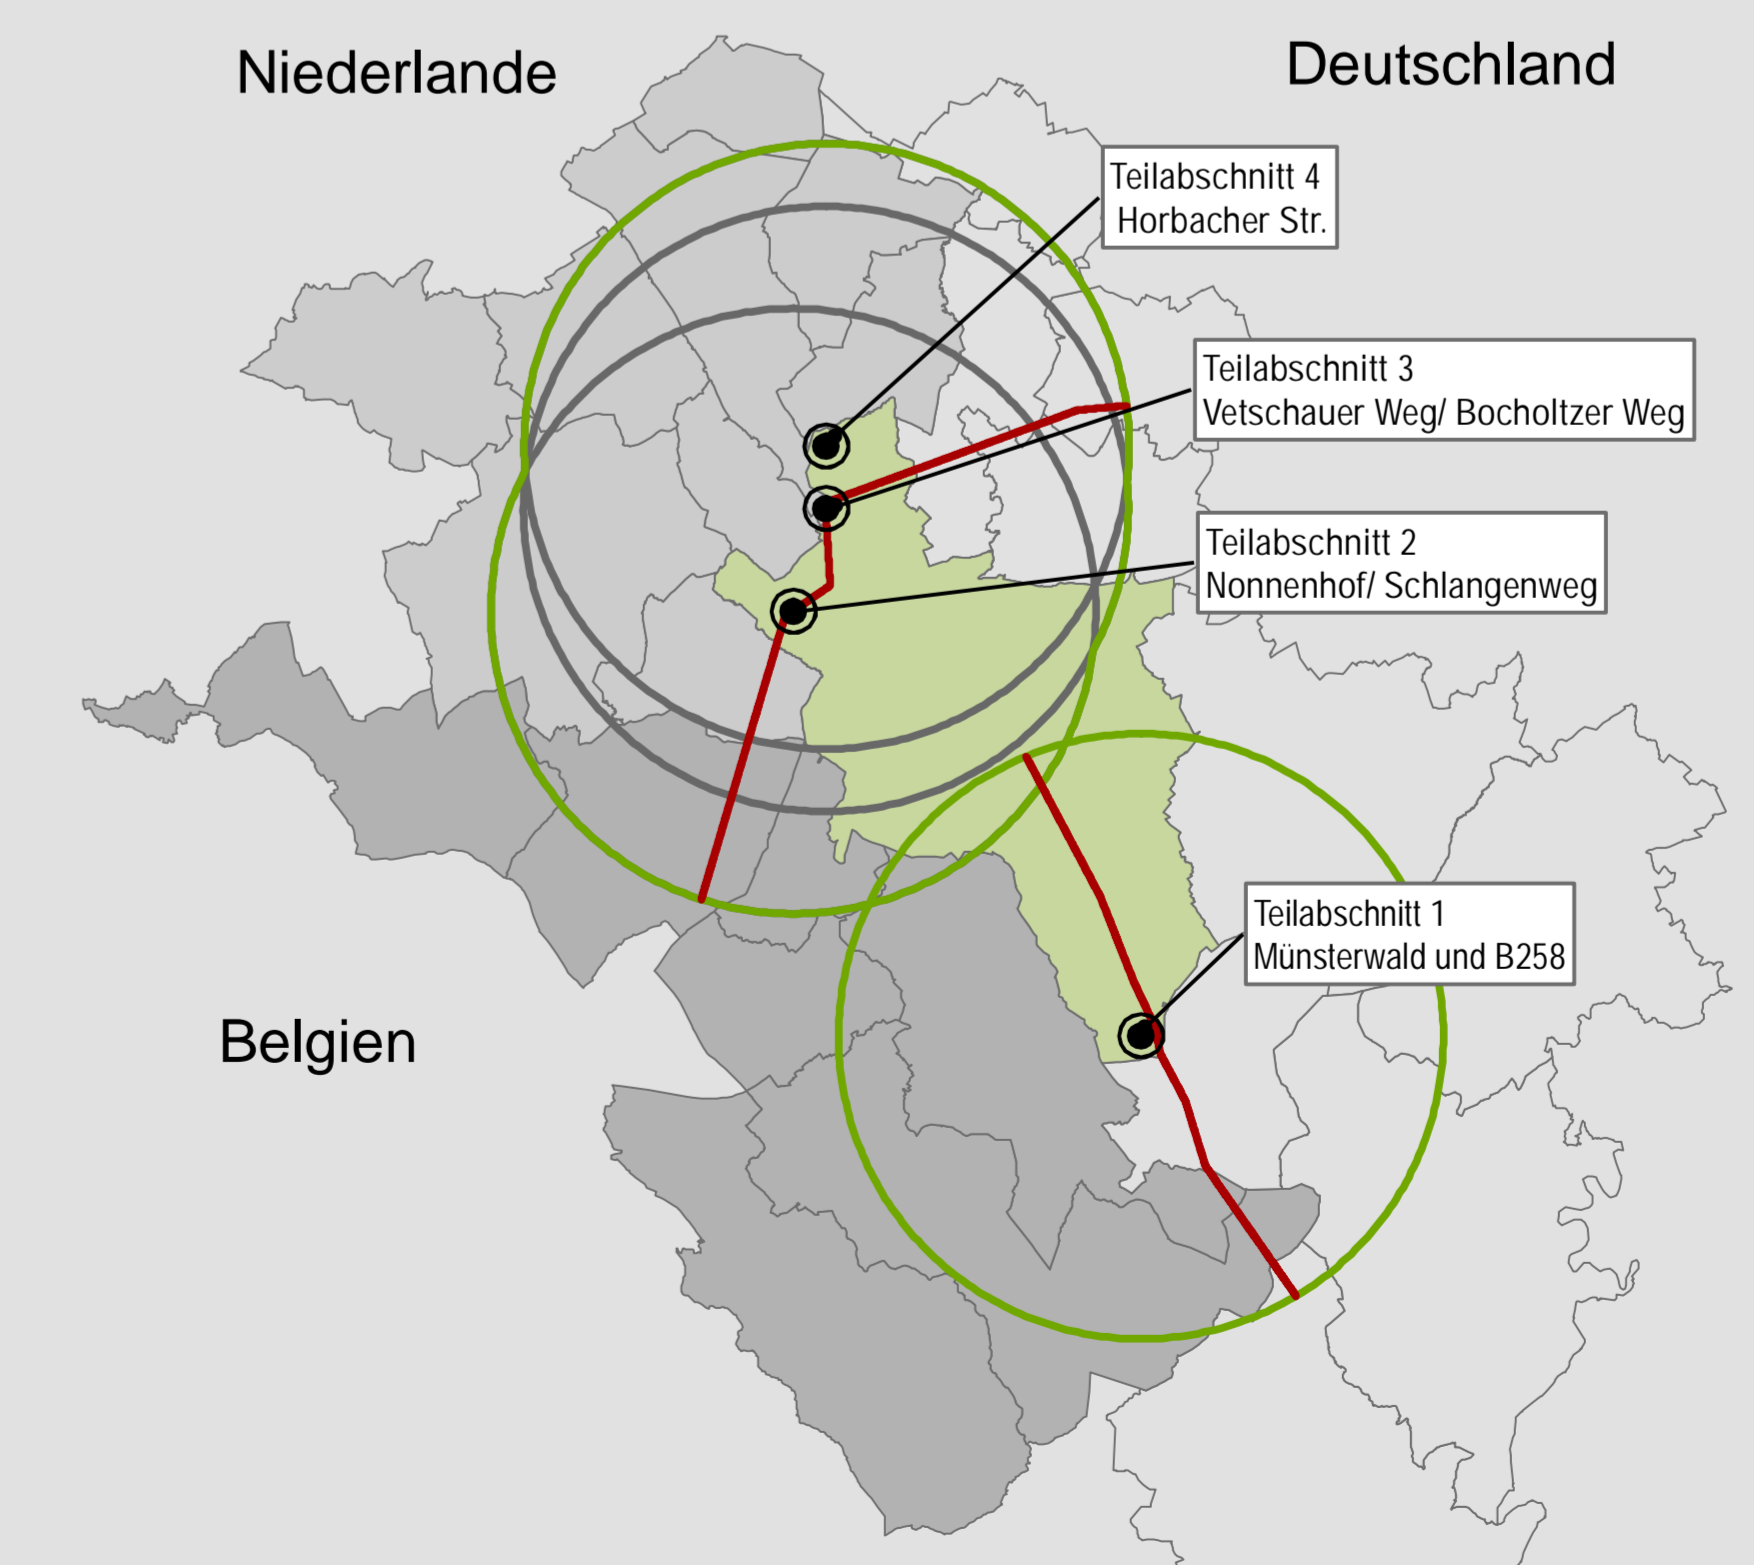 Niederlande
Deutschland
Teilabschnitt 4
Horbacher Str.
Teilabschnitt 3
Vetschauer Weg/ Bocholtzer Weg
Teilabschnitt 2
Nonnenhof/ Schlangenweg
Teilabschnitt 1
Münsterwald und B258
Belgien